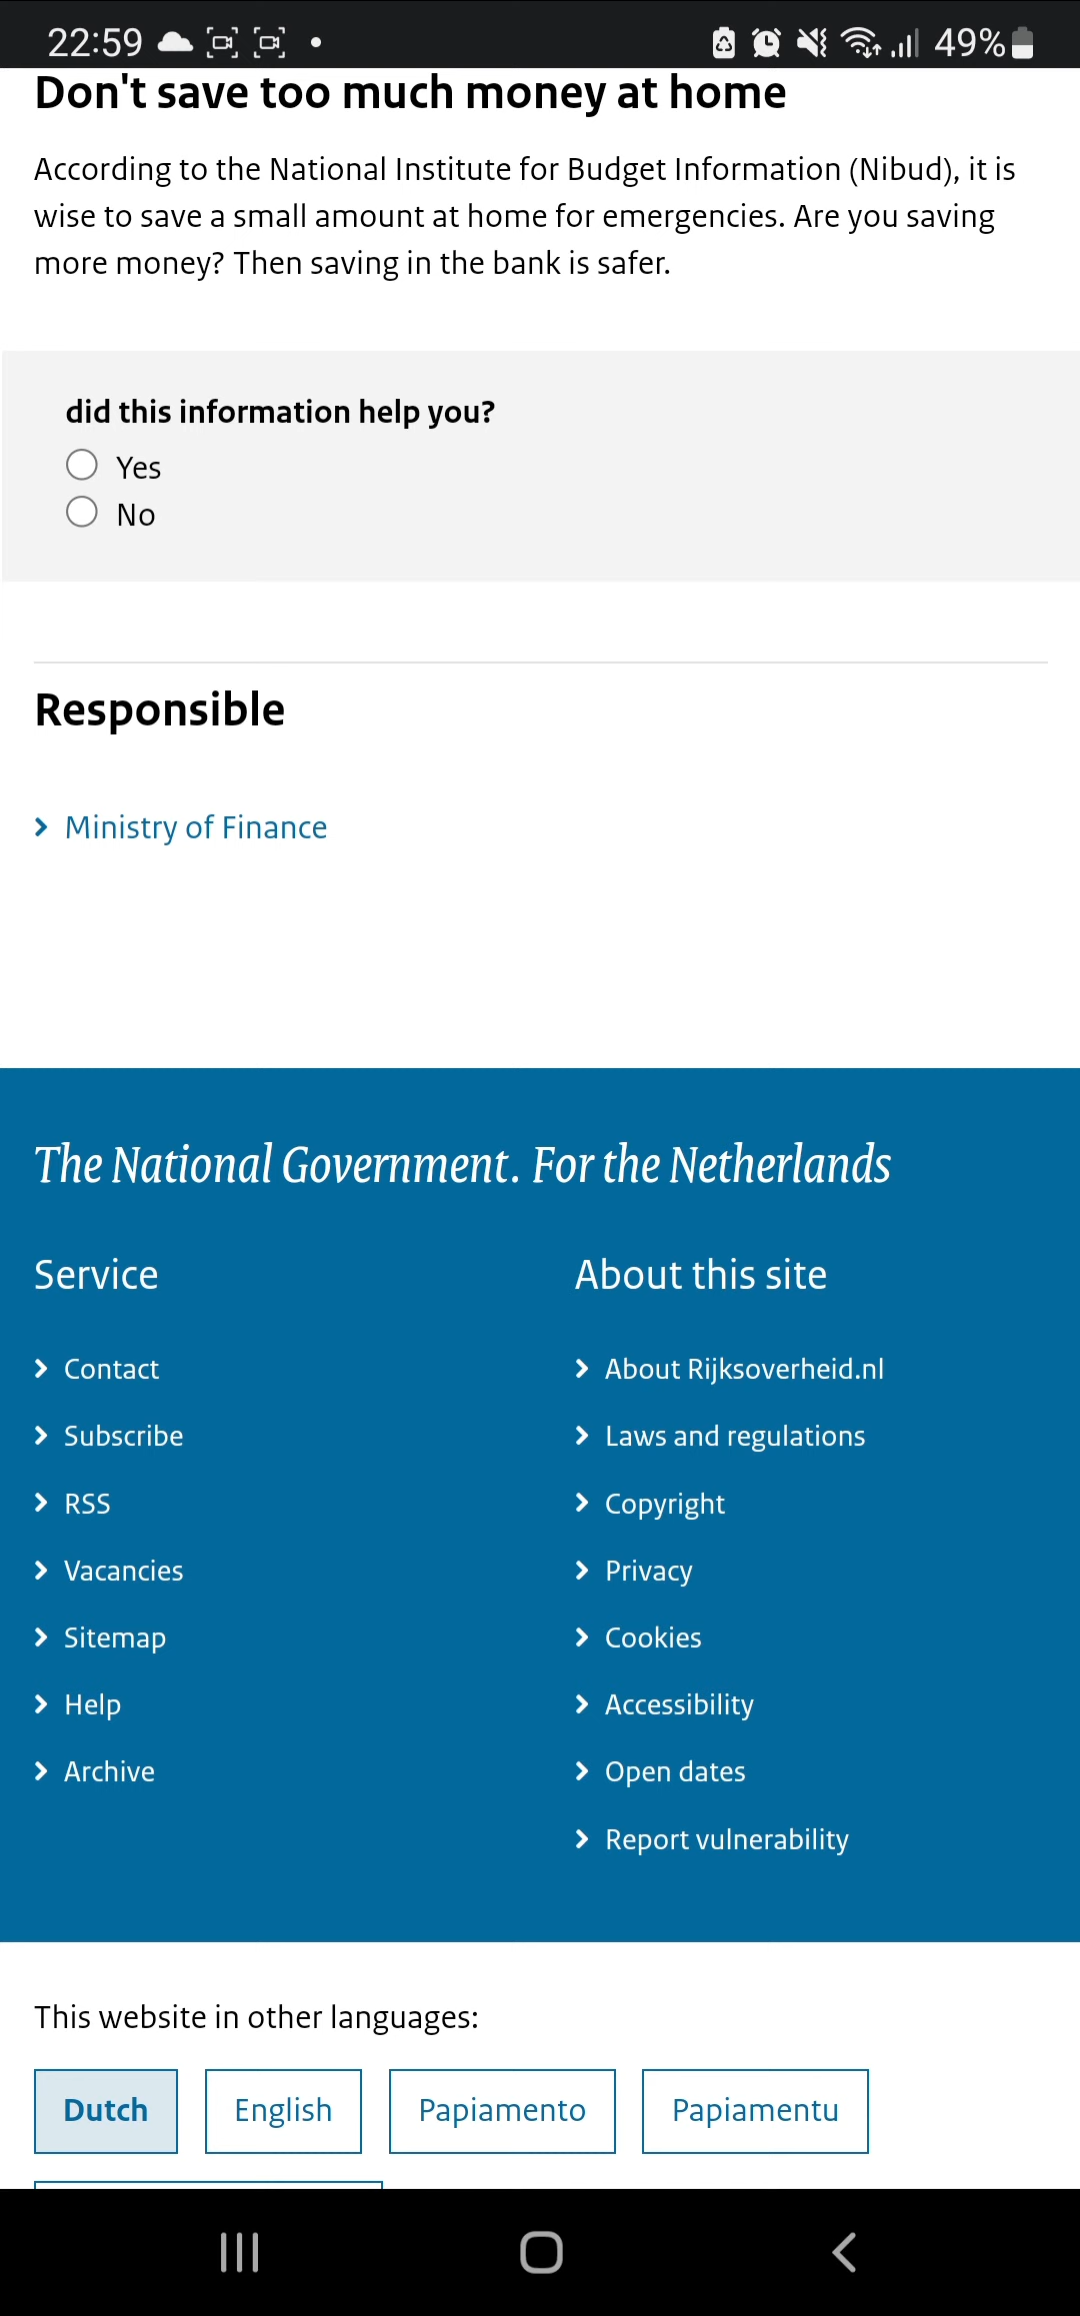 22:59
49%
Don't save too much money at home
According to the National Institute for Budget Information (Nibud), it is
wise to save a small amount at home for emergencies. Are you saving
more money? Then saving in the bank is safer.
did this information help you?
Yes
No
Responsible
Ministry of Finance
The National Government. For the Netherlands
Service
Contact
Subscribe
RSS
Vacancies
Sitemap
Help
Archive
About this site
About Rijksoverheid.nl
Laws and regulations
Copyright
Privacy
Cookies
Accessibility
Open dates
Report vulnerability
This website in other languages:
Dutch English Papiamento Papiamentu